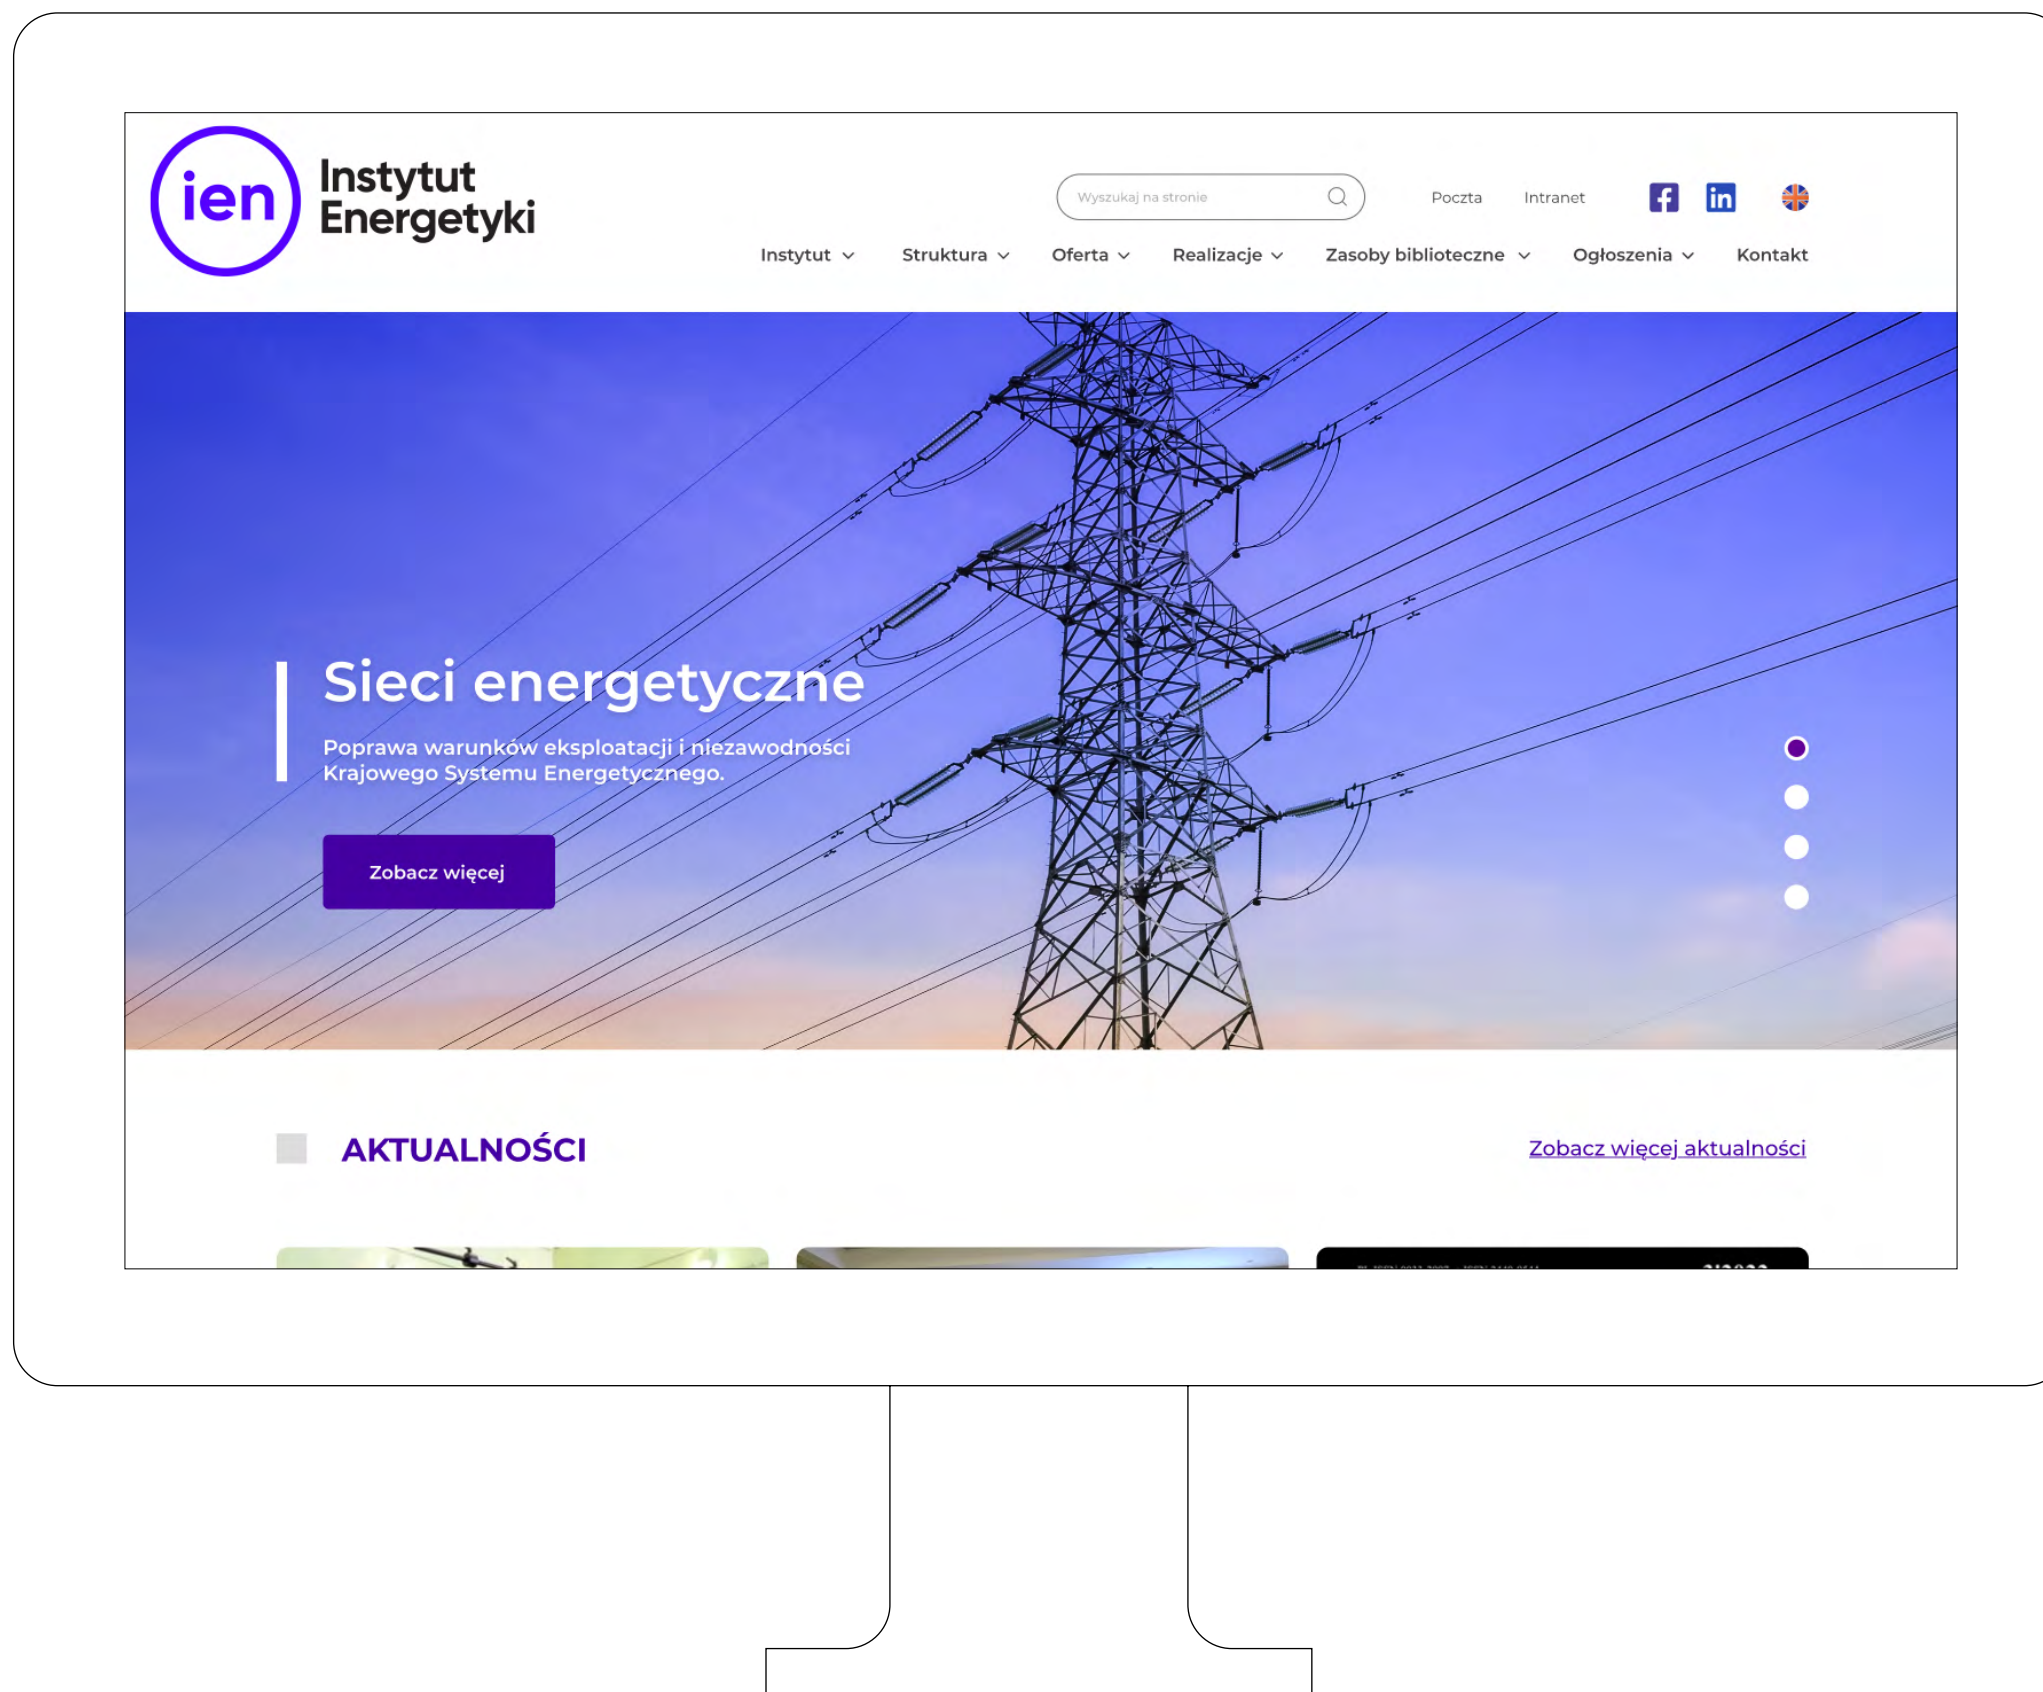 ien
Instytut
Energetyki
Wyszukaj na stronie
Poczta
Intranet
Instytut
Struktura
Oferta
Realizacje
Zasoby biblioteczne
Ogłoszenia
Kontakt
Sieci energetyczne
Poprawa warunków eksploatacji i niezawodności
Krajowego Systemu Energetycznego.
Zobacz więcej
AKTUALNOŚCI
Zobacz więcej aktualności